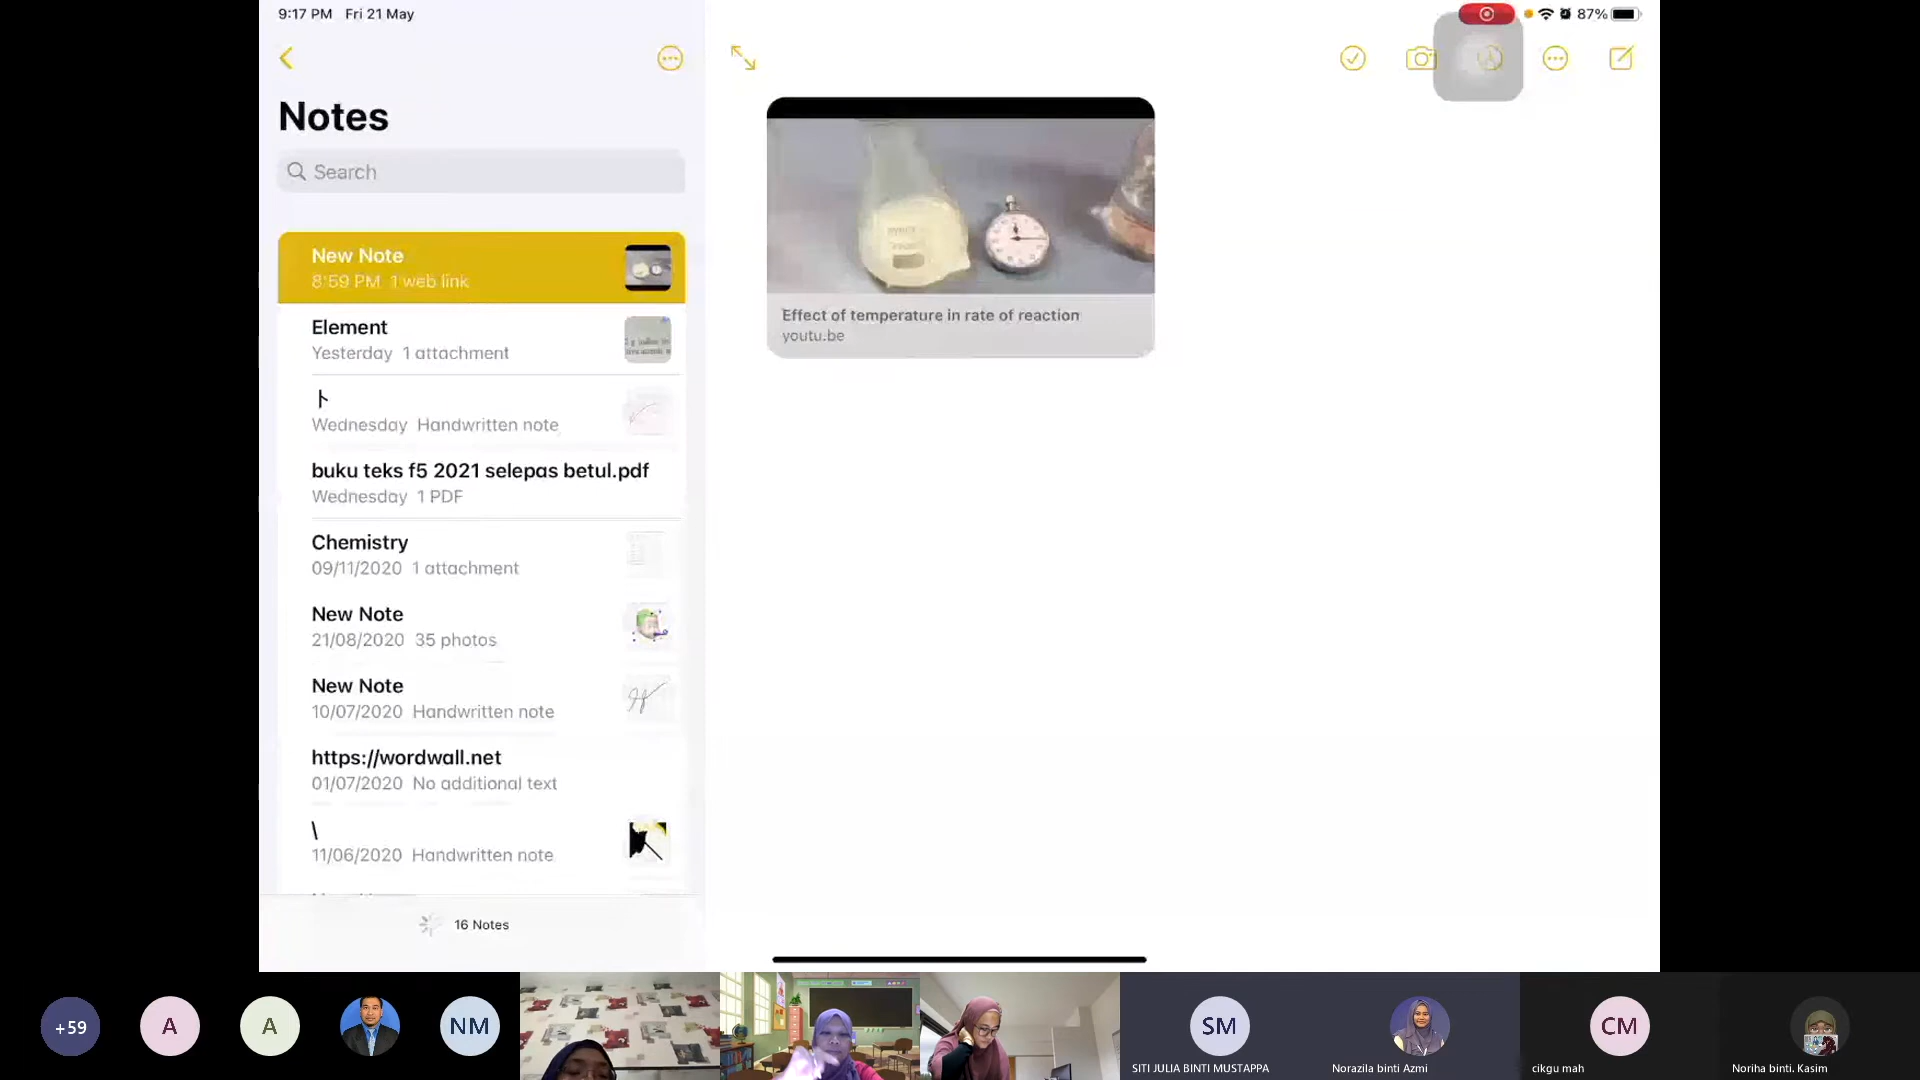 9:17 PM Fri 21 May
87%
Notes
Search
New Note
8:59 PM 1 web link
Element
Yesterday 1 attachment
ト
Wednesday Handwritten note
buku teks f5 2021 selepas betul.pdf
Wednesday 1 PDF
Chemistry
09/11/2020 1 attachment
New Note
21/08/2020 35 photos
New Note
10/07/2020 Handwritten note
https://wordwall.net
01/07/2020 No additional text
\
11/06/2020 Handwritten note
16 Notes
Effect of temperature in rate of reaction
youtu.be
+59
A
A
NM
SM
SITI JULIA BINTI MUSTAPPA
Norazila binti Azmi
CM
cikgu mah
Noriha binti. Kasim